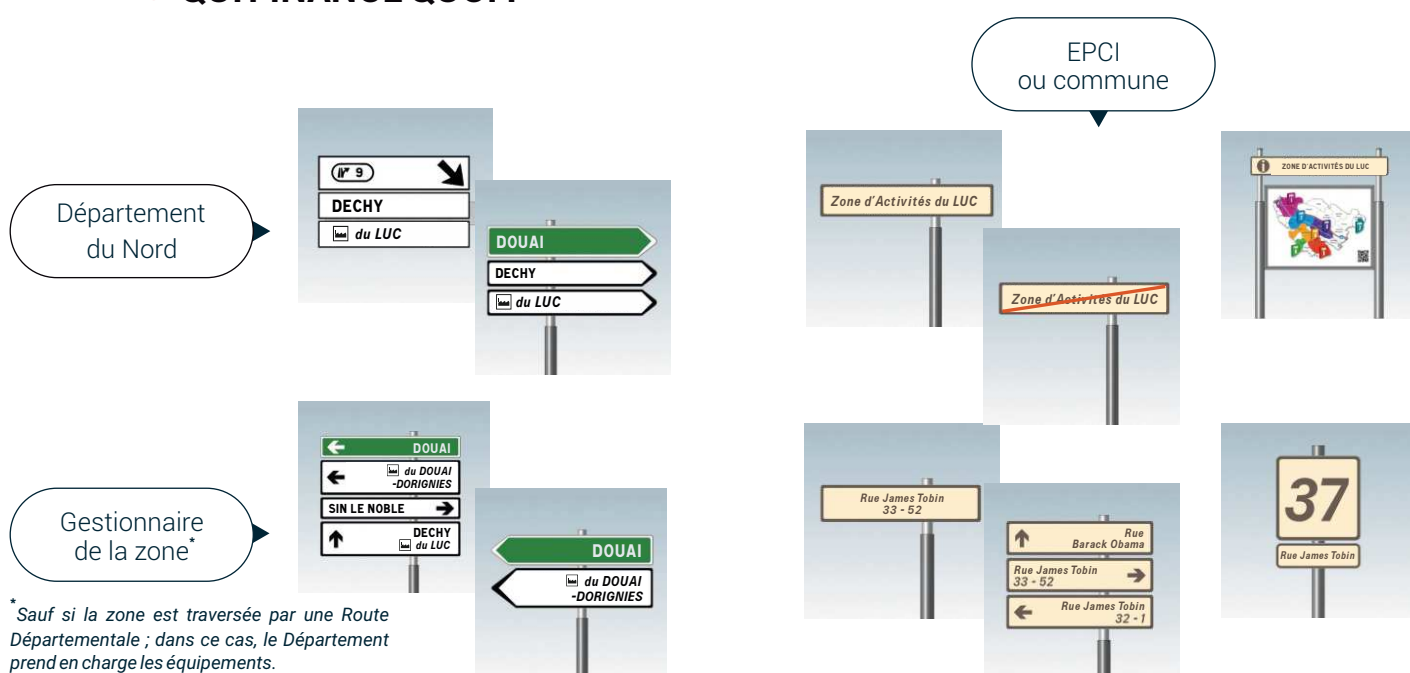 EPCI
ou commune
Département
du Nord
9
DECHY
du LUC
DOUAI
DECHY
du LUC
Zone d'Activités du LUC
Zone d'Activités du LUC
ZONE D'ACTIVITÉS DU LUC
Gestionnaire
de la zone*
DOUAI
du DOUAI
-DORIGNIES
SIN LE NOBLE
DECHY
du LUC
DOUAI
du DOUAI
-DORIGNIES
Rue James Tobin
33 - 52
Rue
Barack Obama
Rue James Tobin
33 - 52
Rue James Tobin
32 - 1
37
Rue James Tobin
*Sauf si la zone est traversée par une Route
Départementale ; dans ce cas, le Département
prend en charge les équipements.